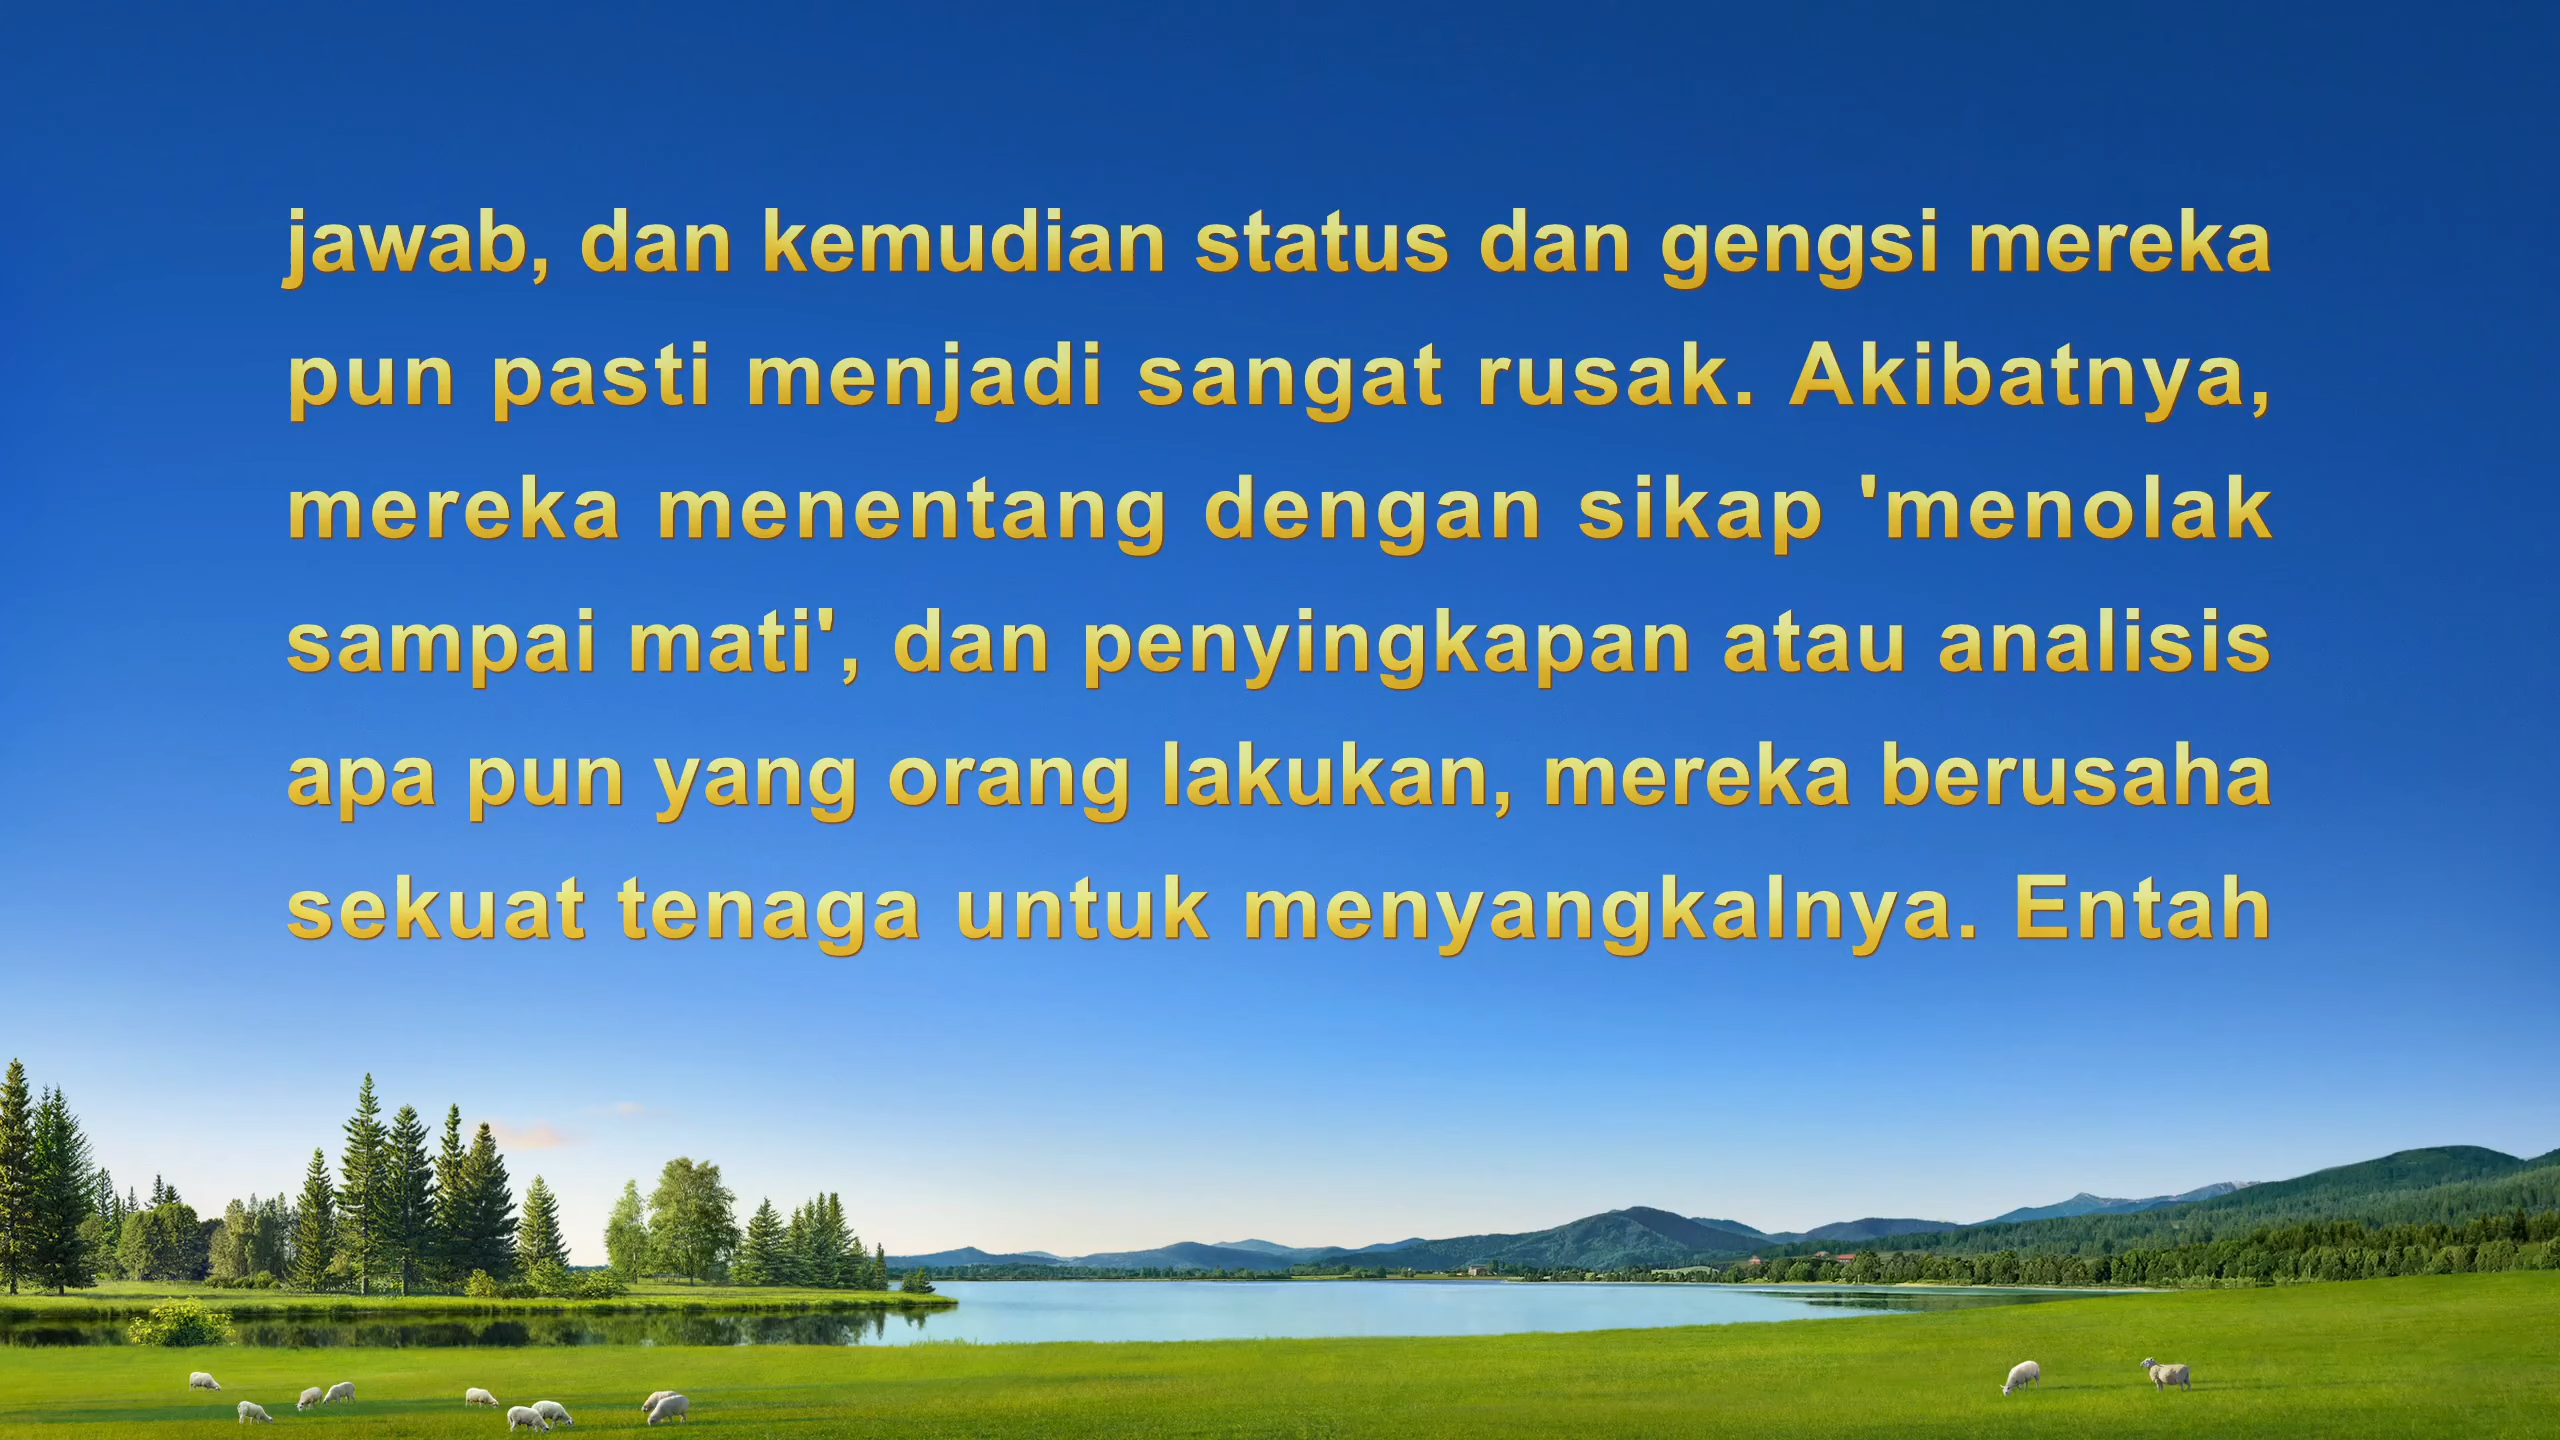 jawab, dan kemudian status dan gengsi mereka
pun pasti menjadi sangat rusak. Akibatnya,
mereka menentang dengan sikap 'menolak
sampai mati', dan penyingkapan atau analisis
apa pun yang orang lakukan, mereka berusaha
sekuat tenaga untuk menyangkalnya. Entah